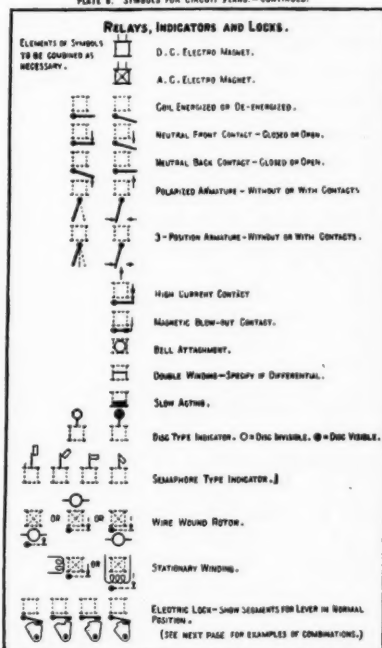 PLATE 6. SYMBOLS FOR CIRCUIT PLANS.—CONTINUED.
RELAYS, INDICATORS AND LOCKS.
ELEMENTS OF SYMBOLS
TO BE COMBINED AS
NECESSARY.
D.C. ELECTRO MAGNET.
A.C. ELECTRO MAGNET.
COIL ENERGIZED OR DE-ENERGIZED.
NEUTRAL FRONT CONTACT – CLOSED OR OPEN.
NEUTRAL BACK CONTACT – CLOSED OR OPEN.
POLARIZED ARMATURE – WITHOUT OR WITH CONTACTS
3-POSITION ARMATURE – WITHOUT OR WITH CONTACTS.
HIGH CURRENT CONTACT
MAGNETIC BLOW-OUT CONTACT.
BELL ATTACHMENT.
DOUBLE WINDING – SPECIFY IF DIFFERENTIAL.
SLOW ACTING.
DISC TYPE INDICATOR. O = DISC INVISIBLE. ● = DISC VISIBLE.
SEMAPHORE TYPE INDICATOR.
OR OR WIRE WOUND ROTOR.
OR STATIONARY WINDING.
ELECTRIC LOCK – SHOW SEGMENTS FOR LEVER IN NORMAL
POSITION.
(SEE NEXT PAGE FOR EXAMPLES OF COMBINATIONS.)